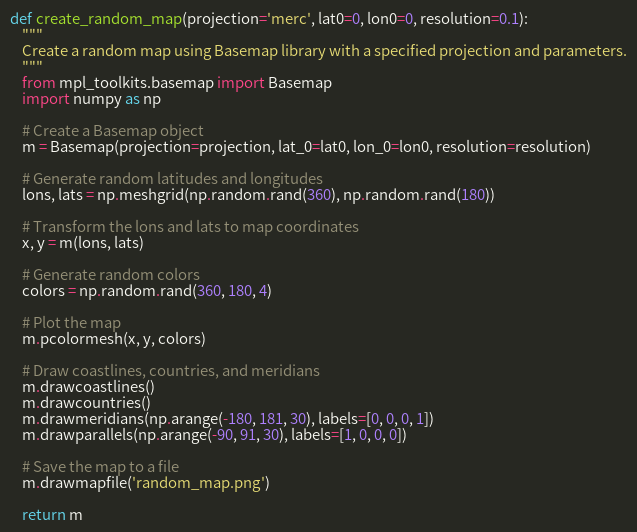 def create_random_map(projection='merc', lat0=0, lon0=0, resolution=0.1):
    """
    Create a random map using Basemap library with a specified projection and parameters.
    """
    from mpl_toolkits.basemap import Basemap
    import numpy as np

    # Create a Basemap object
    m = Basemap(projection=projection, lat_0=lat0, lon_0=lon0, resolution=resolution)

    # Generate random latitudes and longitudes
    lons, lats = np.meshgrid(np.random.rand(360), np.random.rand(180))

    # Transform the lons and lats to map coordinates
    x, y = m(lons, lats)

    # Generate random colors
    colors = np.random.rand(360, 180, 4)

    # Plot the map
    m.pcolormesh(x, y, colors)

    # Draw coastlines, countries, and meridians
    m.drawcoastlines()
    m.drawcountries()
    m.drawmeridians(np.arange(-180, 181, 30), labels=[0, 0, 0, 1])
    m.drawparallels(np.arange(-90, 91, 30), labels=[1, 0, 0, 0])

    # Save the map to a file
    m.drawmapfile('random_map.png')

    return m